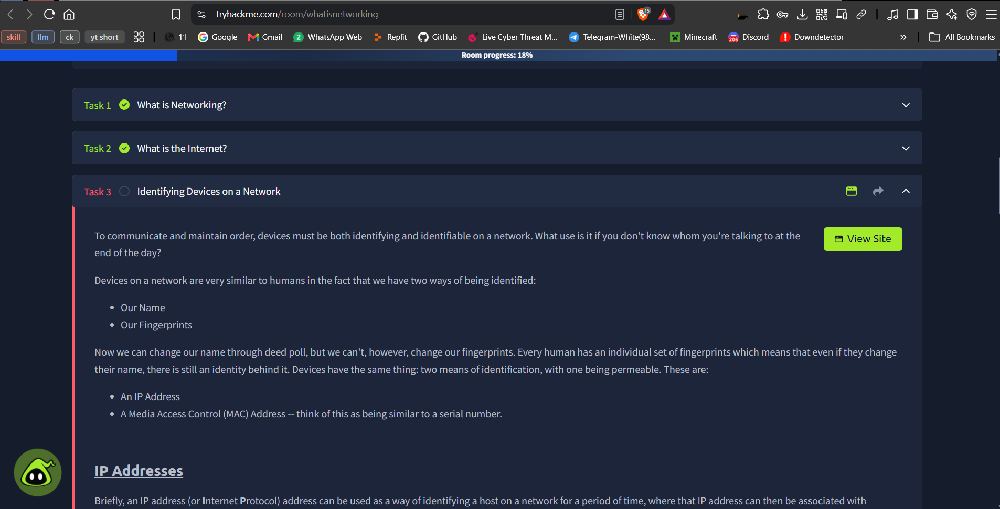 tryhackme.com/room/whatisnetworking
15
skill
llm
ck
yt short
11
Google
Gmail
2
WhatsApp Web
Replit
GitHub
Live Cyber Threat M...
Telegram-White(98...
Minecraft
206
Discord
Downdetector
»
All Bookmarks
Room progress: 18%
Task 1 What is Networking?
Task 2 What is the Internet?
Task 3 Identifying Devices on a Network
To communicate and maintain order, devices must be both identifying and identifiable on a network. What use is it if you don't know whom you're talking to at the
end of the day?
View Site
Devices on a network are very similar to humans in the fact that we have two ways of being identified:
• Our Name
• Our Fingerprints
Now we can change our name through deed poll, but we can't, however, change our fingerprints. Every human has an individual set of fingerprints which means that even if they change
their name, there is still an identity behind it. Devices have the same thing: two means of identification, with one being permeable. These are:
• An IP Address
• A Media Access Control (MAC) Address -- think of this as being similar to a serial number.
IP Addresses
Briefly, an IP address (or Internet Protocol) address can be used as a way of identifying a host on a network for a period of time, where that IP address can then be associated with